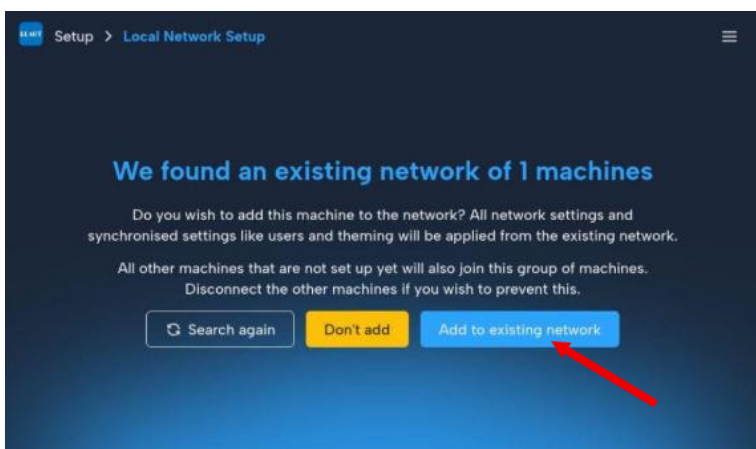 Setup > Local Network Setup
We found an existing network of 1 machines
Do you wish to add this machine to the network? All network settings and
synchronised settings like users and theming will be applied from the existing network.
All other machines that are not set up yet will also join this group of machines.
Disconnect the other machines if you wish to prevent this.
Search again
Don't add
Add to existing network